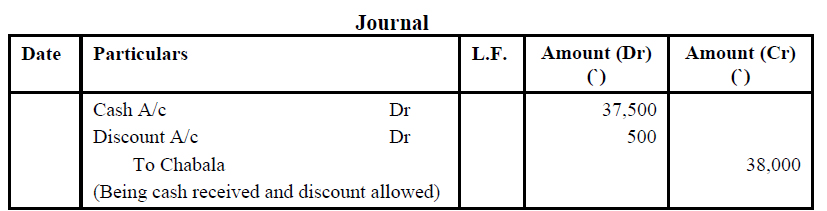 Journal
Date Particulars L.F. Amount (Dr) Amount (Cr)
(`) (`)
Cash A/c Dr 37,500
Discount A/c Dr 500
To Chabala 38,000
(Being cash received and discount allowed)